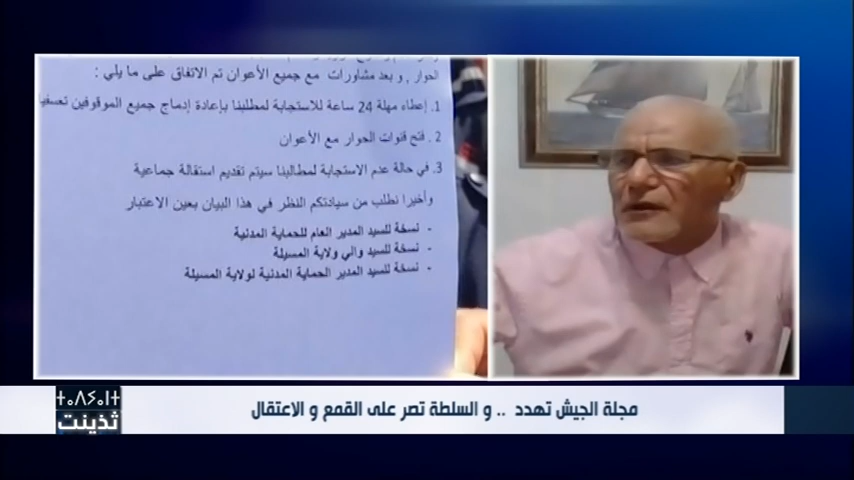 الحوار , و بعد مشاورات مع جميع الأعوان تم الاتفاق على ما يلي :
1. إعطاء مهلة 24 ساعة للاستجابة لمطلبنا بإعادة إدماج جميع الموقوفين تعسفيا
2. فتح قنوات الحوار مع الأعوان
3. في حالة عدم الاستجابة لمطالبنا سيتم تقديم استقالة جماعية
وأخيرا نطلب من سيادتكم النظر في هذا البيان بعين الاعتبار
- نسخة للسيد المدير العام للحماية المدنية
- نسخة للسيد والي ولاية المسيلة
- نسخة للسيد المدير الحماية المدنية لولاية المسيلة
مجلة الجيش تهدد .. و السلطة تصر على القمع و الاعتقال
ثذينت